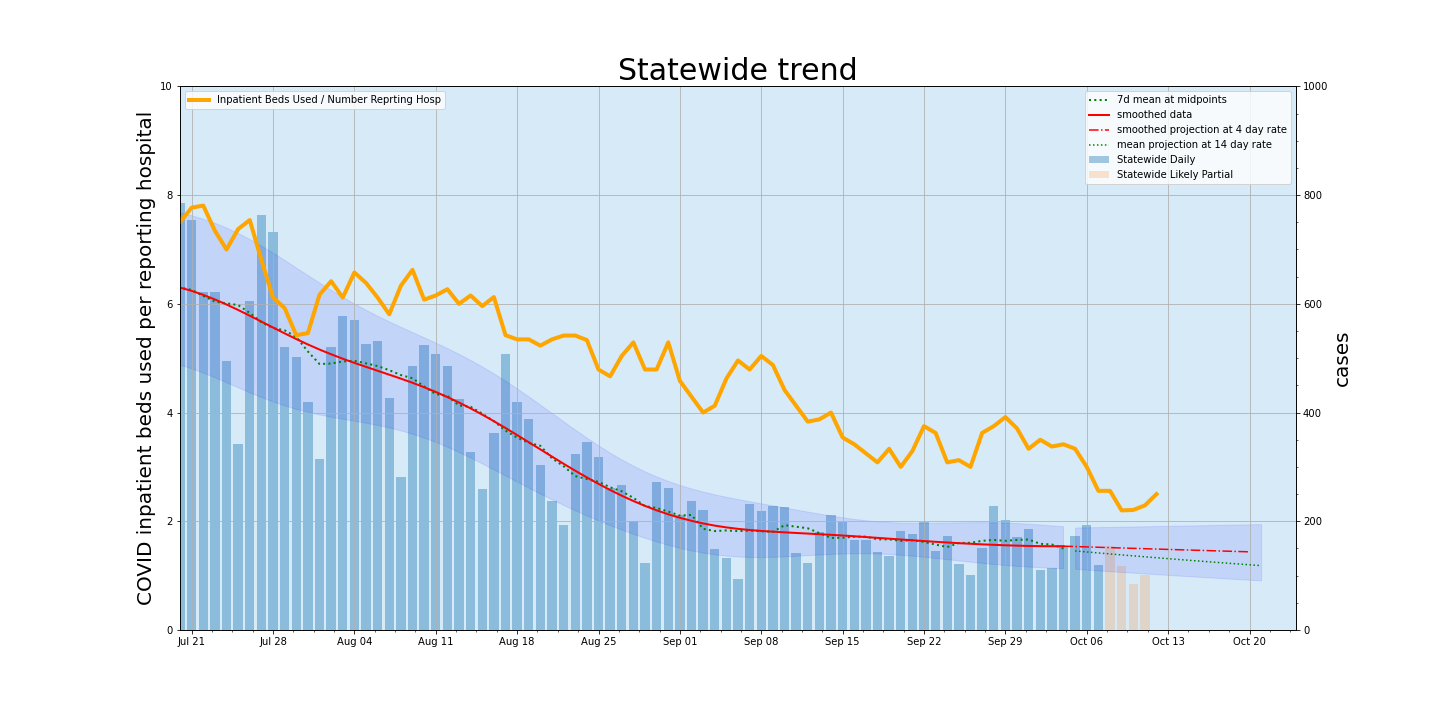 Statewide trend
COVID inpatient beds used per reporting hospital
10
8
6
4
2
0
Inpatient Beds Used / Number Reprting Hosp
7d mean at midpoints
smoothed data
smoothed projection at 4 day rate
mean projection at 14 day rate
Statewide Daily
Statewide Likely Partial
1000
800
600
400
200
0
cases
Jul 21 Jul 28 Aug 04 Aug 11 Aug 18 Aug 25 Sep 01 Sep 08 Sep 15 Sep 22 Sep 29 Oct 06 Oct 13 Oct 20